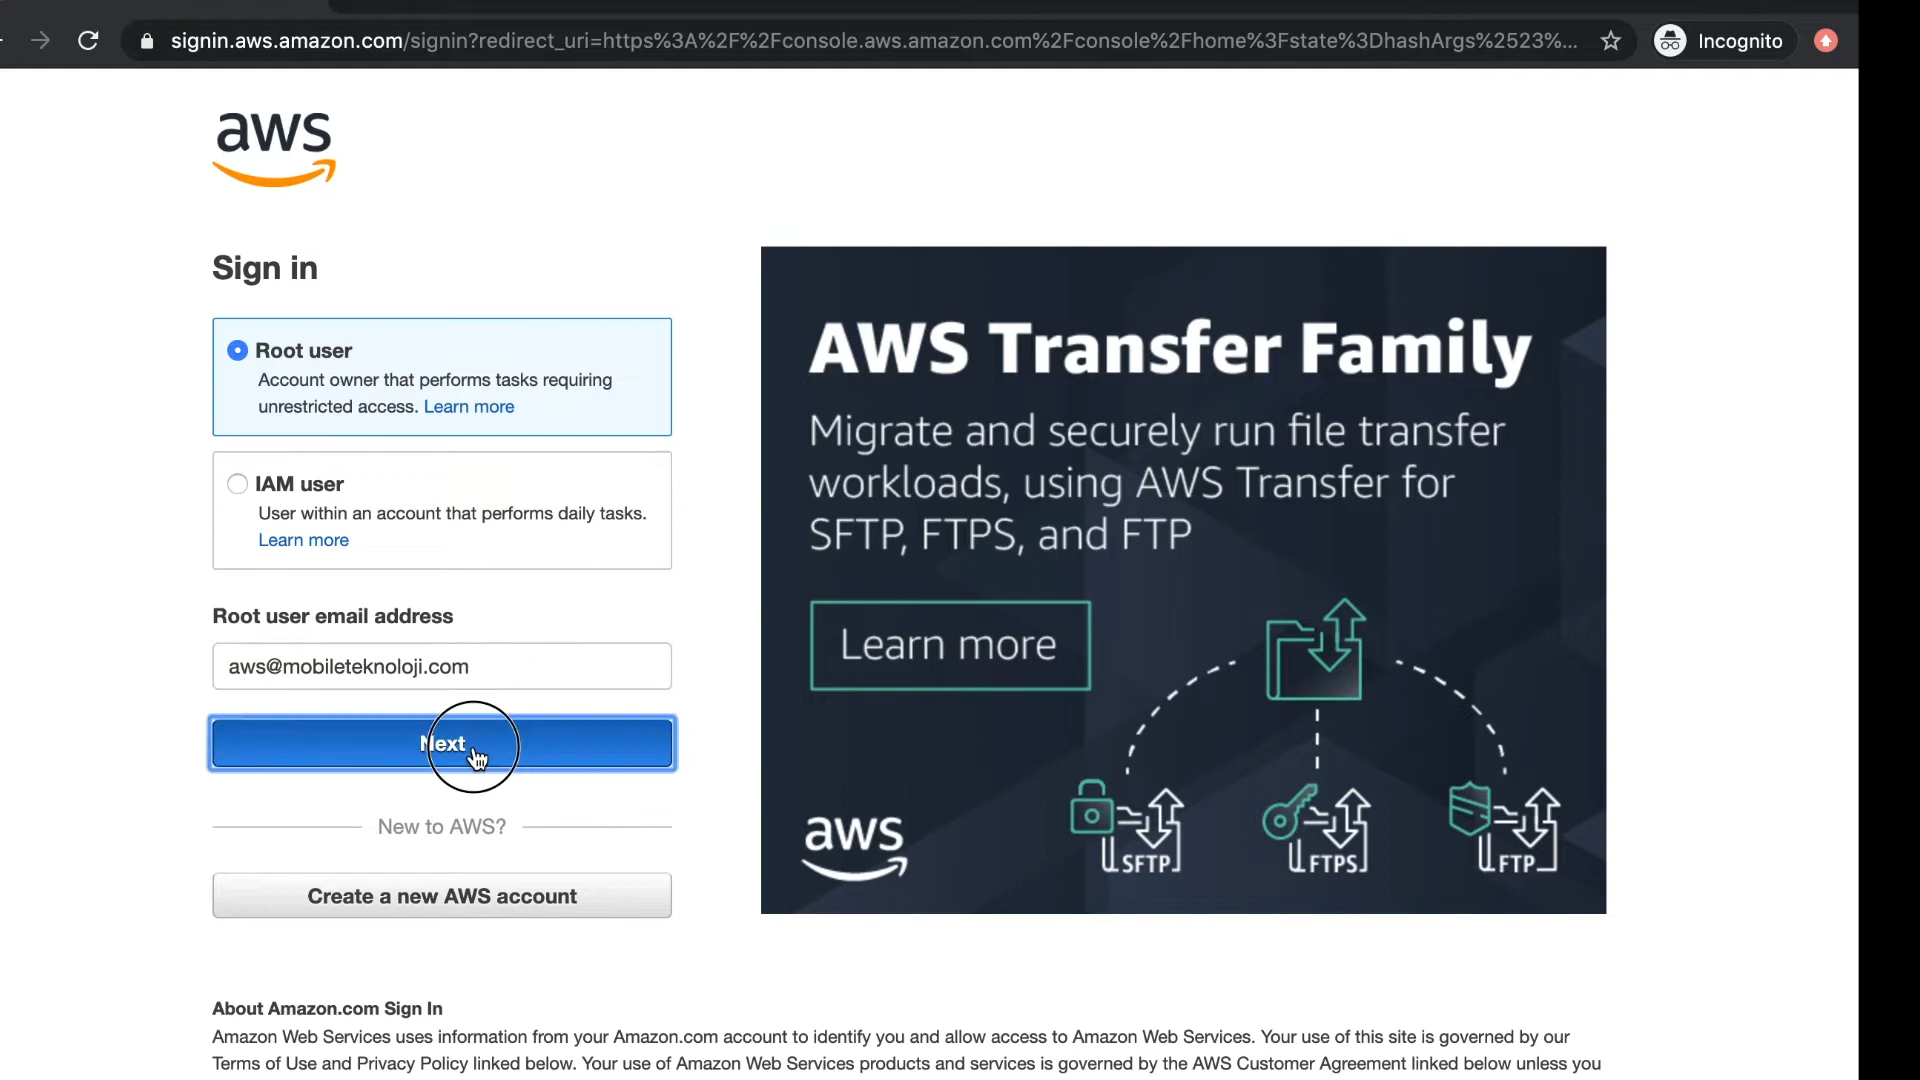 signin.aws.amazon.com/signin?redirect_uri=https%3A%2F%2Fconsole.aws.amazon.com%2Fconsole%2Fhome%3Fstate%3DhashArgs%2523%...
Incognito
aws
Sign in
Root user
Account owner that performs tasks requiring
unrestricted access. Learn more
IAM user
User within an account that performs daily tasks.
Learn more
Root user email address
aws@mobileteknoloji.com
Next
New to AWS?
Create a new AWS account
AWS Transfer Family
Migrate and securely run file transfer
workloads, using AWS Transfer for
SFTP, FTPS, and FTP
Learn more
aws
SFTP
FTPS
FTP
About Amazon.com Sign In
Amazon Web Services uses information from your Amazon.com account to identify you and allow access to Amazon Web Services. Your use of this site is governed by our
Terms of Use and Privacy Policy linked below. Your use of Amazon Web Services products and services is governed by the AWS Customer Agreement linked below unless you